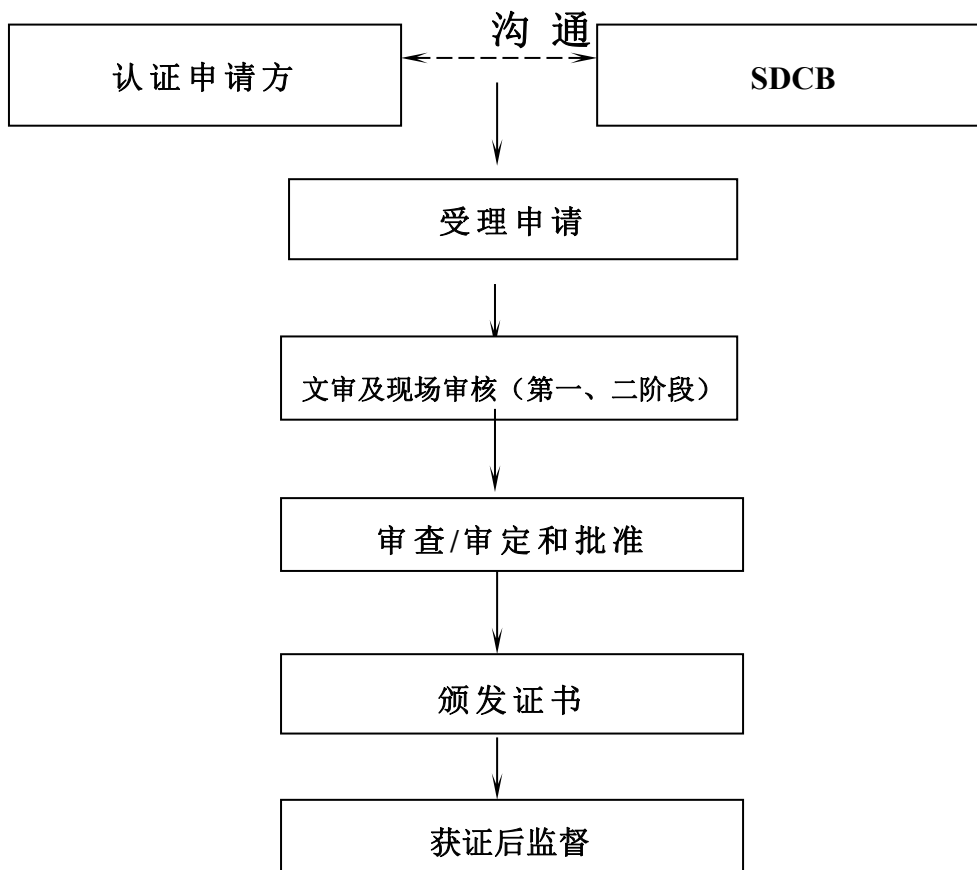 沟 通
认证申请方
SDCB
受理申请
文审及现场审核（第一、二阶段）
审查/审定和批准
颁发证书
获证后监督